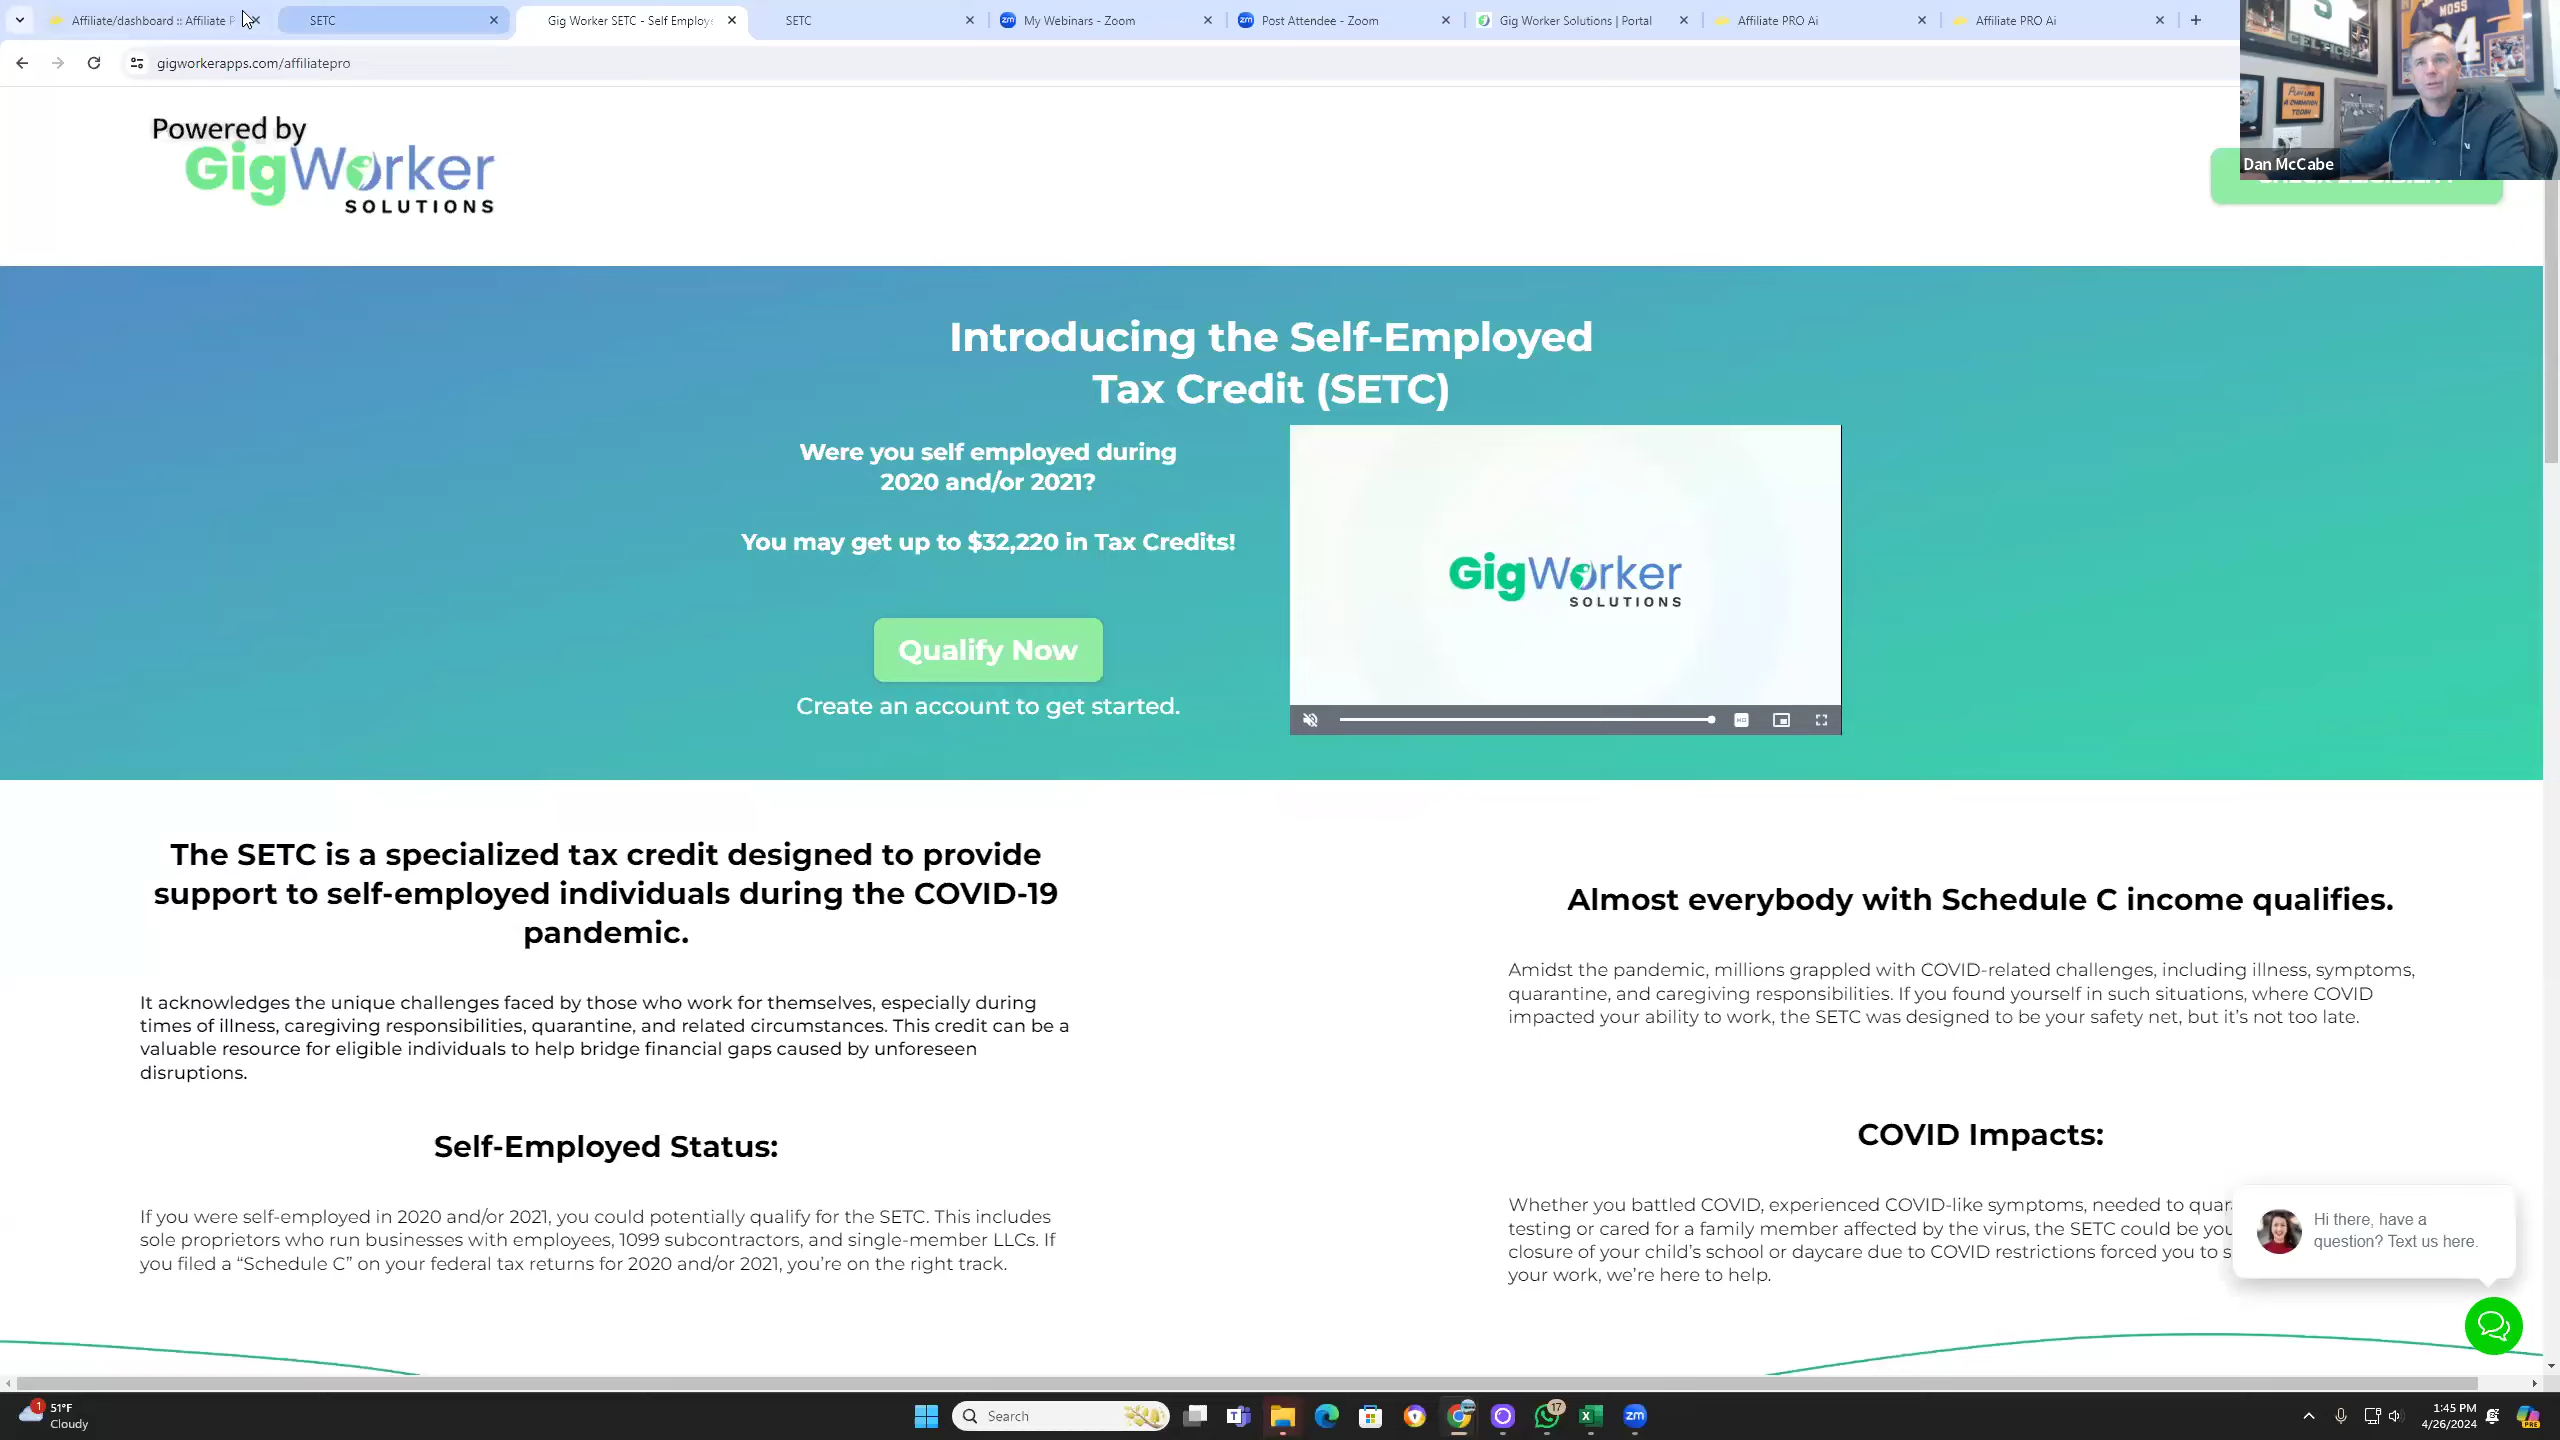 Affiliate/dashboard :: Affiliate P
SETC
Gig Worker SETC - Self Employe
SETC
My Webinars - Zoom
Post Attendee - Zoom
Gig Worker Solutions | Portal
Affiliate PRO Ai
Affiliate PRO Ai
gigworkerapps.com/affiliatepro
CELTICS
MOSS
PLAY LIKE
A CHAMPION
TODAY
Dan McCabe
Powered by
GigWorker
SOLUTIONS
Introducing the Self-Employed
Tax Credit (SETC)
Were you self employed during
2020 and/or 2021?
You may get up to $32,220 in Tax Credits!
Qualify Now
Create an account to get started.
GigWorker
SOLUTIONS
HD
The SETC is a specialized tax credit designed to provide
support to self-employed individuals during the COVID-19
pandemic.
It acknowledges the unique challenges faced by those who work for themselves, especially during
times of illness, caregiving responsibilities, quarantine, and related circumstances. This credit can be a
valuable resource for eligible individuals to help bridge financial gaps caused by unforeseen
disruptions.
Self-Employed Status:
If you were self-employed in 2020 and/or 2021, you could potentially qualify for the SETC. This includes
sole proprietors who run businesses with employees, 1099 subcontractors, and single-member LLCs. If
you filed a “Schedule C” on your federal tax returns for 2020 and/or 2021, you’re on the right track.
Almost everybody with Schedule C income qualifies.
Amidst the pandemic, millions grappled with COVID-related challenges, including illness, symptoms,
quarantine, and caregiving responsibilities. If you found yourself in such situations, where COVID
impacted your ability to work, the SETC was designed to be your safety net, but it’s not too late.
COVID Impacts:
Whether you battled COVID, experienced COVID-like symptoms, needed to quar
testing or cared for a family member affected by the virus, the SETC could be you
closure of your child’s school or daycare due to COVID restrictions forced you to s
your work, we’re here to help.
Hi there, have a
question? Text us here.
1
51°F
Cloudy
Search
17
1:45 PM
4/26/2024